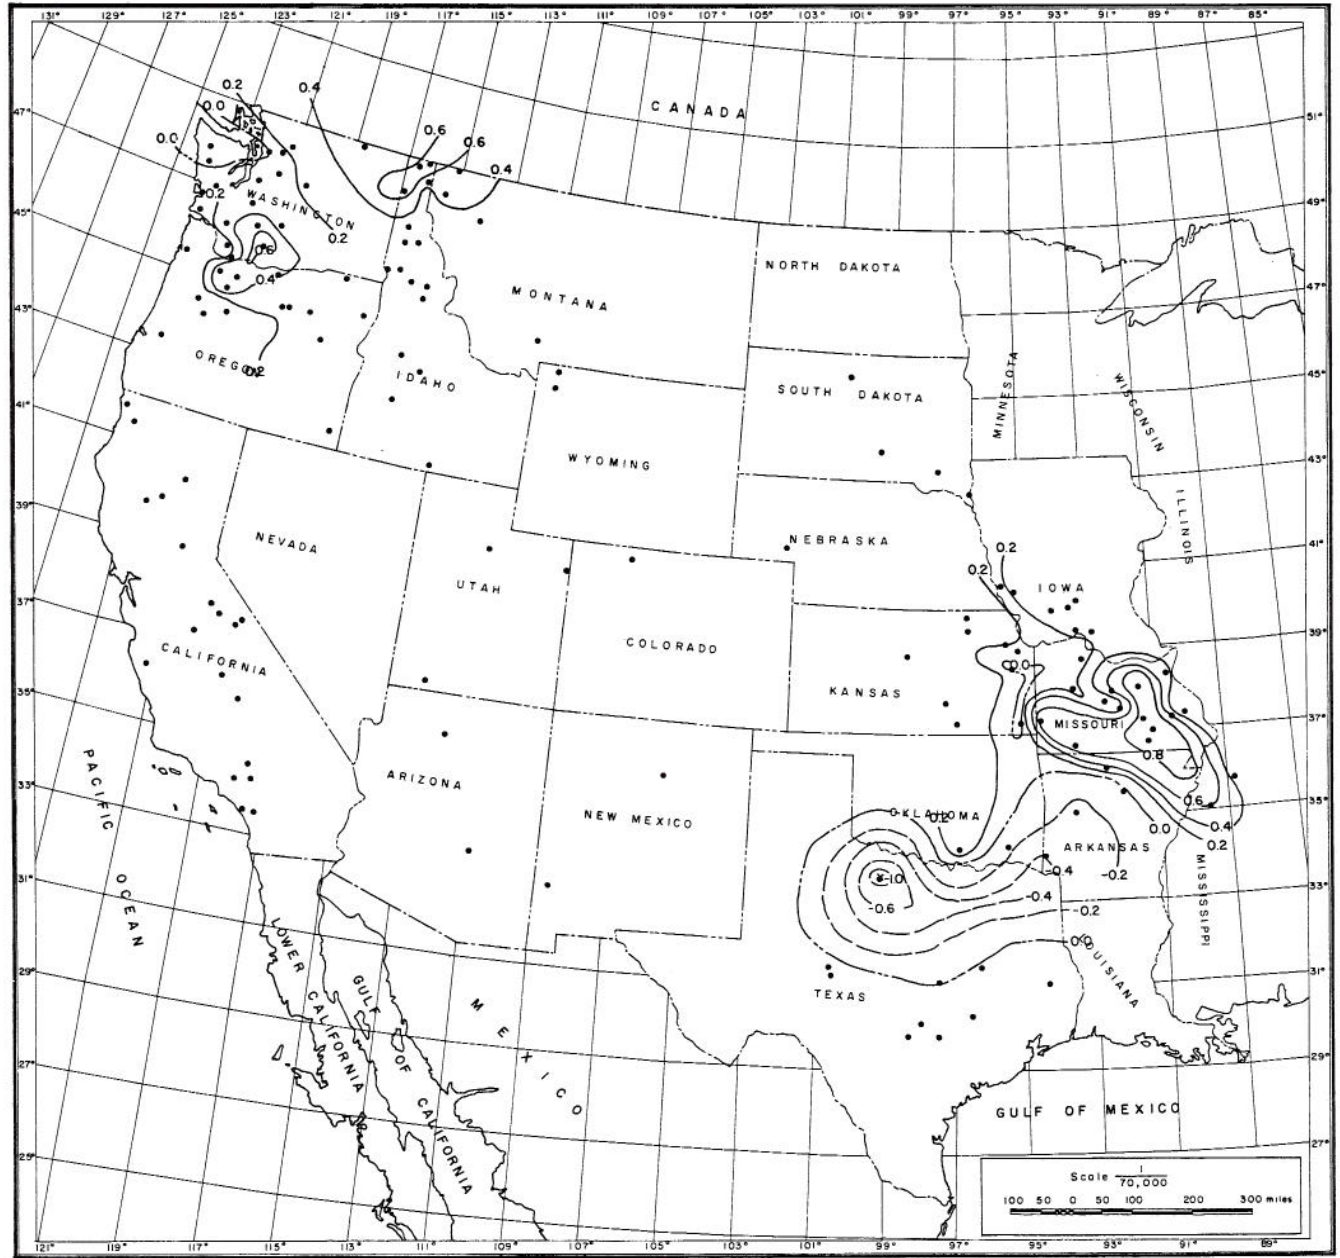 131° 129° 127° 125° 123° 121° 119° 117° 115° 113° 111° 109° 107° 105° 103° 101° 99° 97° 95° 93° 91° 89° 87° 85°
0.2 0.4
CANADA
0.0
47° 51°
0.0 0.6 0.6
0.4
0.2 WASHINGTON
45° 49°
0.2
0.6
NORTH DAKOTA
0.4
MONTANA
43° 47°
OREGON 0.2
IDAHO
SOUTH DAKOTA
MINNESOTA
WISCONSIN
45°
41°
WYOMING
43°
39°
NEVADA
NEBRASKA
ILLINOIS
0.2
41°
0.2
UTAH
IOWA
37°
COLORADO
39°
CALIFORNIA
0.0
KANSAS
35°
MISSOURI
37°
0.8
PACIFIC OCEAN
ARIZONA
33°
NEW MEXICO
OKLAHOMA
0.2
0.6
35°
0.4
0.0
0.2
ARKANSAS
31°
-1.0
-0.4
-0.2
MISSISSIPPI
33°
-0.6
-0.4
-0.2
0.0
LOUISIANA
LOWER CALIFORNIA
29°
31°
GULF OF CALIFORNIA
MEXICO
TEXAS
27° 29°
GULF OF MEXICO
25° 27°
Scale 1
70,000
100 50 0 50 100 200 300 miles
121° 119° 117° 115° 113° 111° 109° 107° 105° 103° 101° 99° 97° 95° 93° 91° 89°